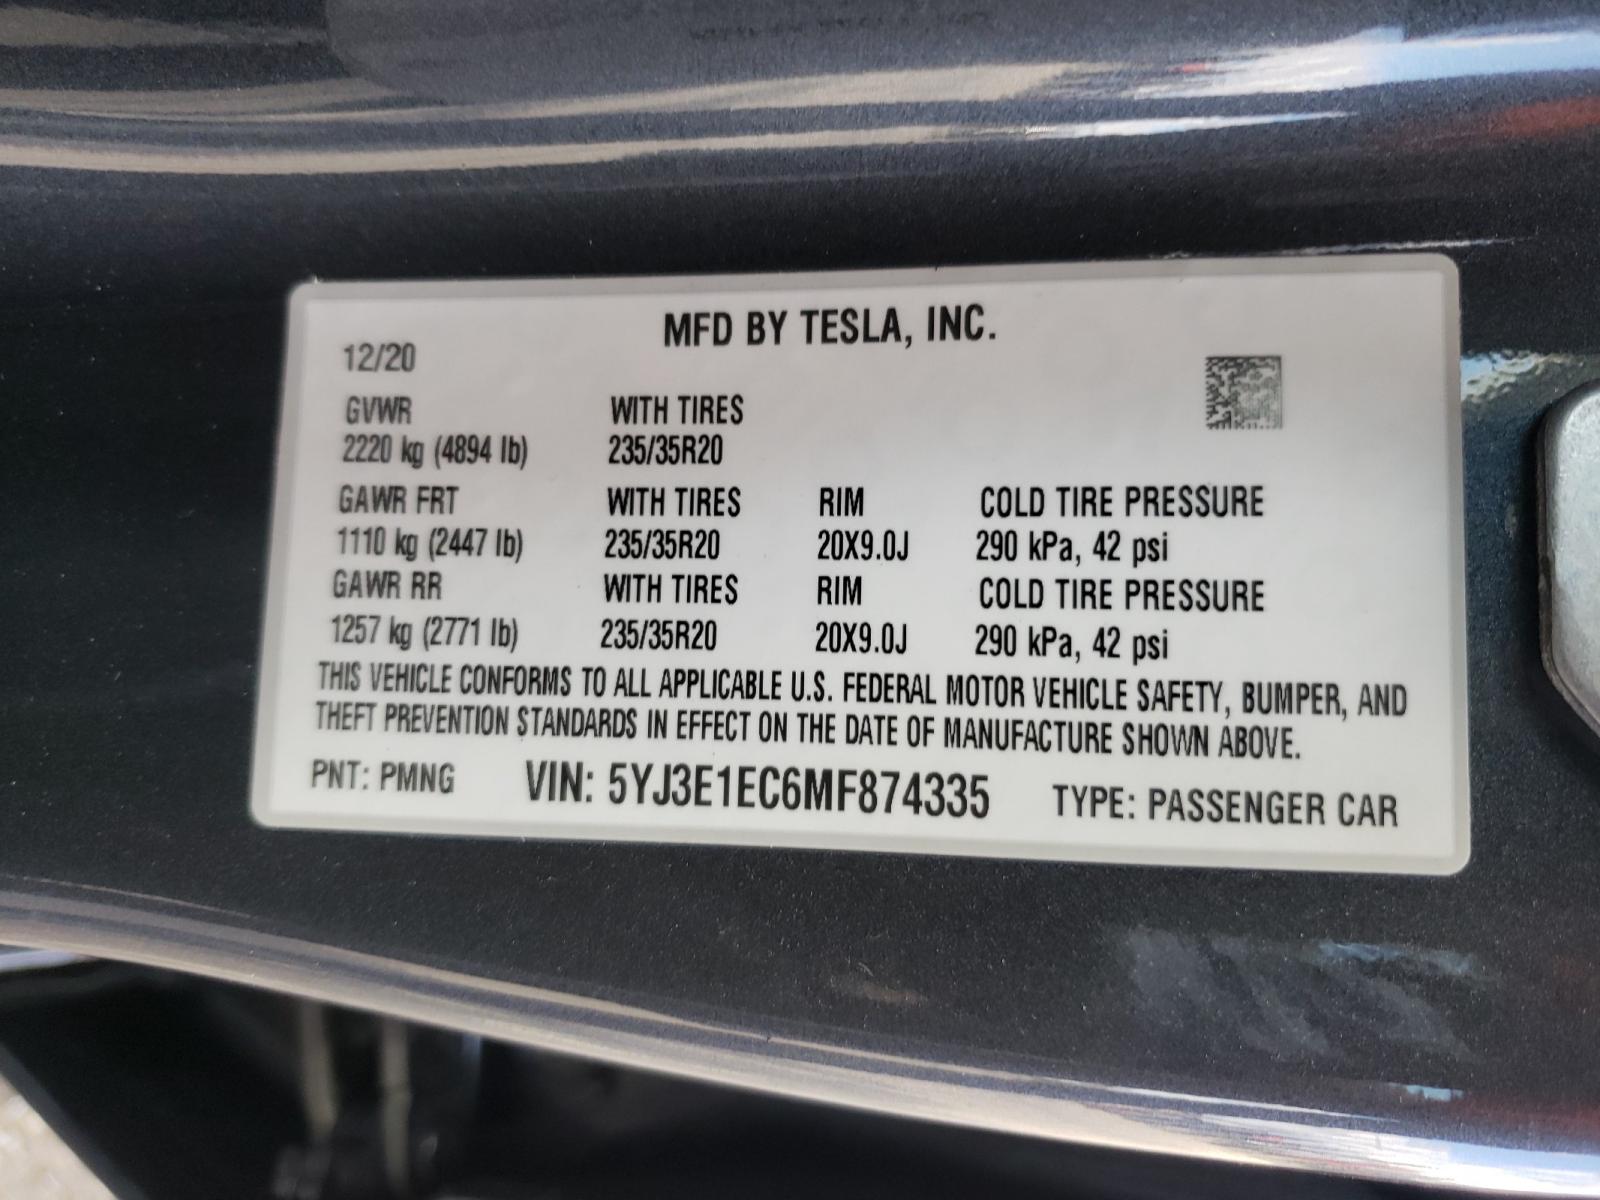 MFD BY TESLA, INC.
12/20
GVWR WITH TIRES
2220 kg (4894 lb) 235/35R20
GAWR FRT WITH TIRES RIM COLD TIRE PRESSURE
1110 kg (2447 lb) 235/35R20 20X9.0J 290 kPa, 42 psi
GAWR RR WITH TIRES RIM COLD TIRE PRESSURE
1257 kg (2771 lb) 235/35R20 20X9.0J 290 kPa, 42 psi
THIS VEHICLE CONFORMS TO ALL APPLICABLE U.S. FEDERAL MOTOR VEHICLE SAFETY, BUMPER, AND
THEFT PREVENTION STANDARDS IN EFFECT ON THE DATE OF MANUFACTURE SHOWN ABOVE.
PNT: PMNG VIN: 5YJ3E1EC6MF874335 TYPE: PASSENGER CAR